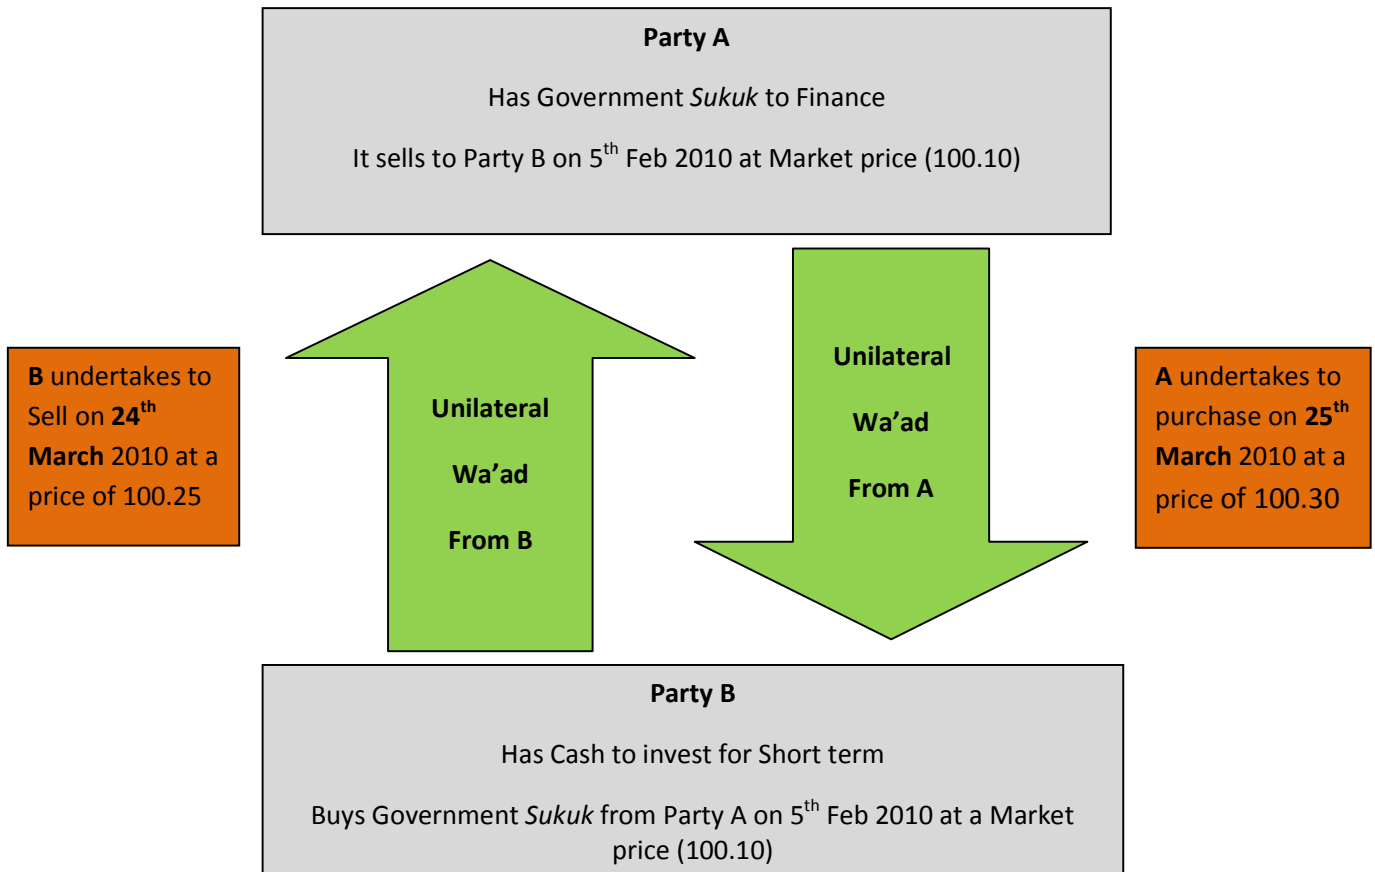 Party A
Has Government Sukuk to Finance
It sells to Party B on 5th Feb 2010 at Market price (100.10)
B undertakes to
Sell on 24th
March 2010 at a
price of 100.25
Unilateral
Wa’ad
From B
Unilateral
Wa’ad
From A
A undertakes to
purchase on 25th
March 2010 at a
price of 100.30
Party B
Has Cash to invest for Short term
Buys Government Sukuk from Party A on 5th Feb 2010 at a Market
price (100.10)